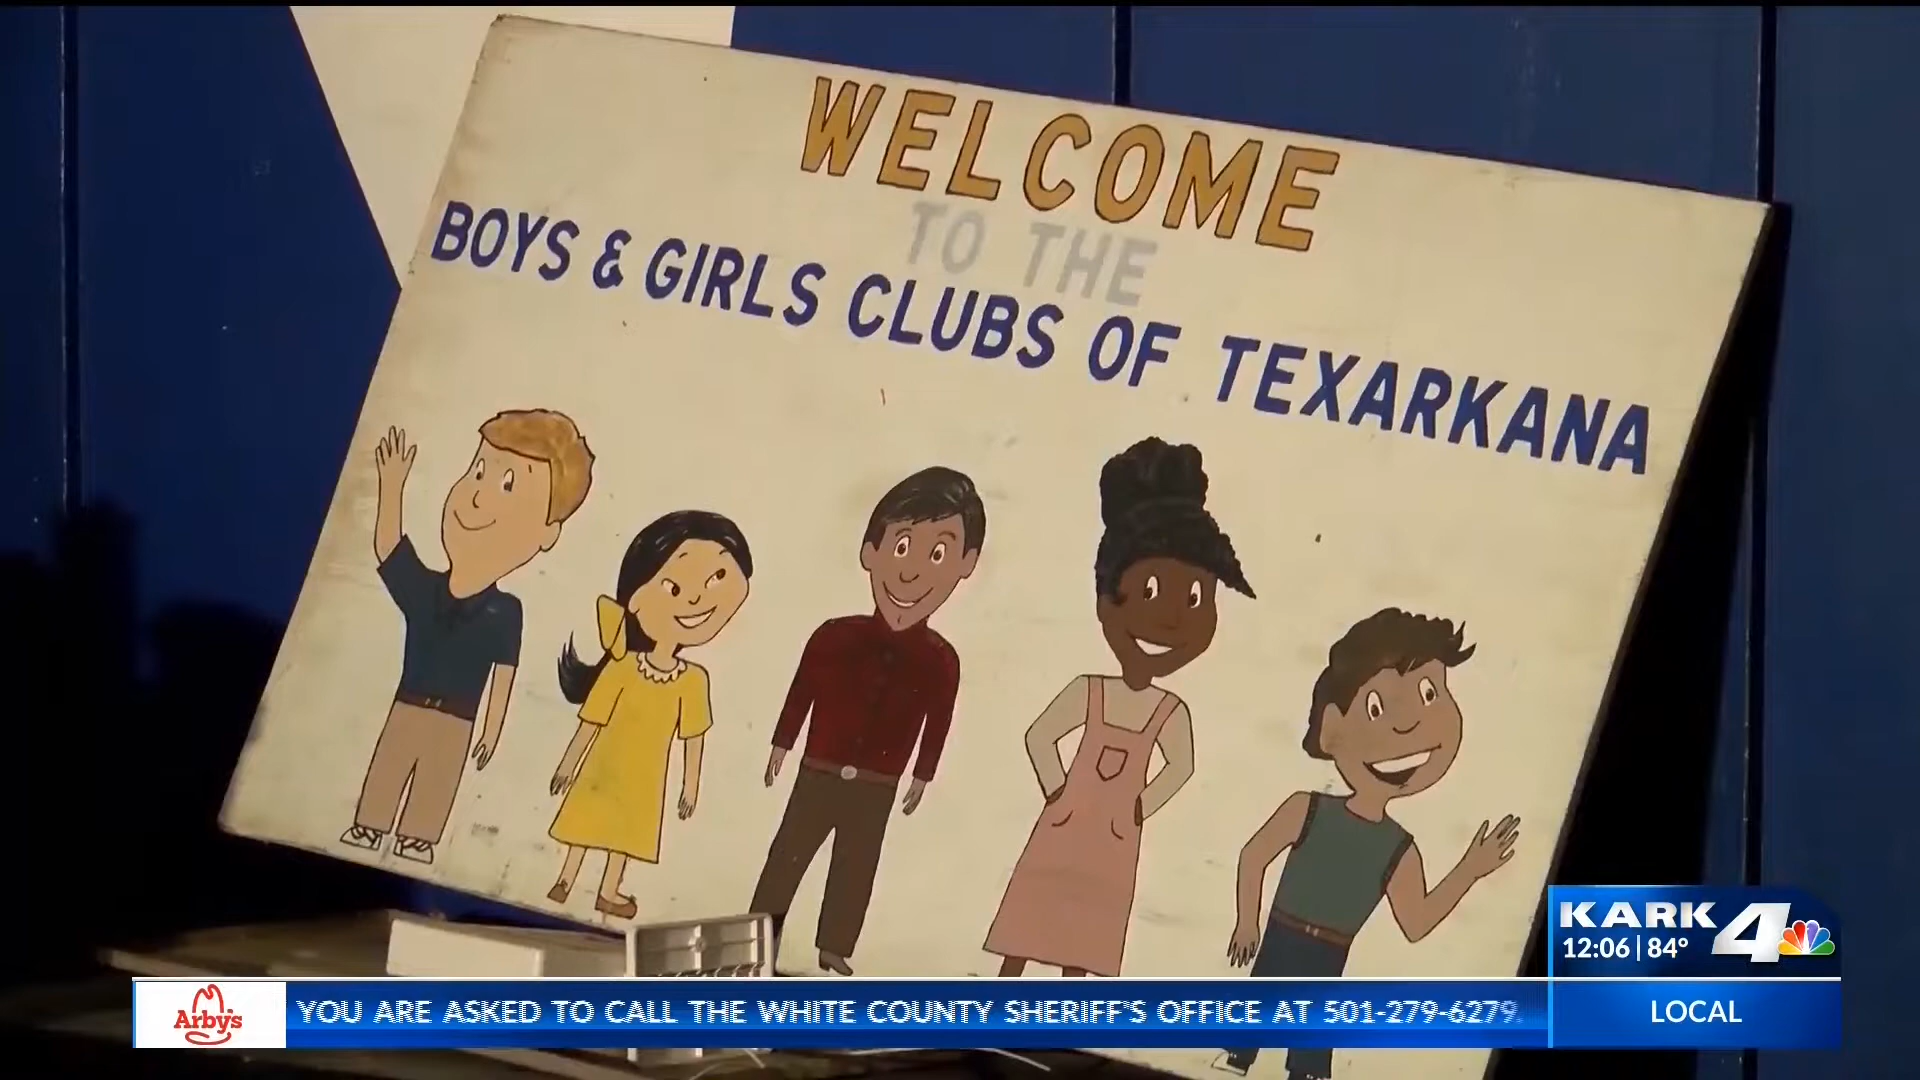 WELCOME
TO THE
BOYS & GIRLS CLUBS OF TEXARKANA
KARK 4
12:06 | 84°
Arby's
YOU ARE ASKED TO CALL THE WHITE COUNTY SHERIFF'S OFFICE AT 501-279-6279.
LOCAL